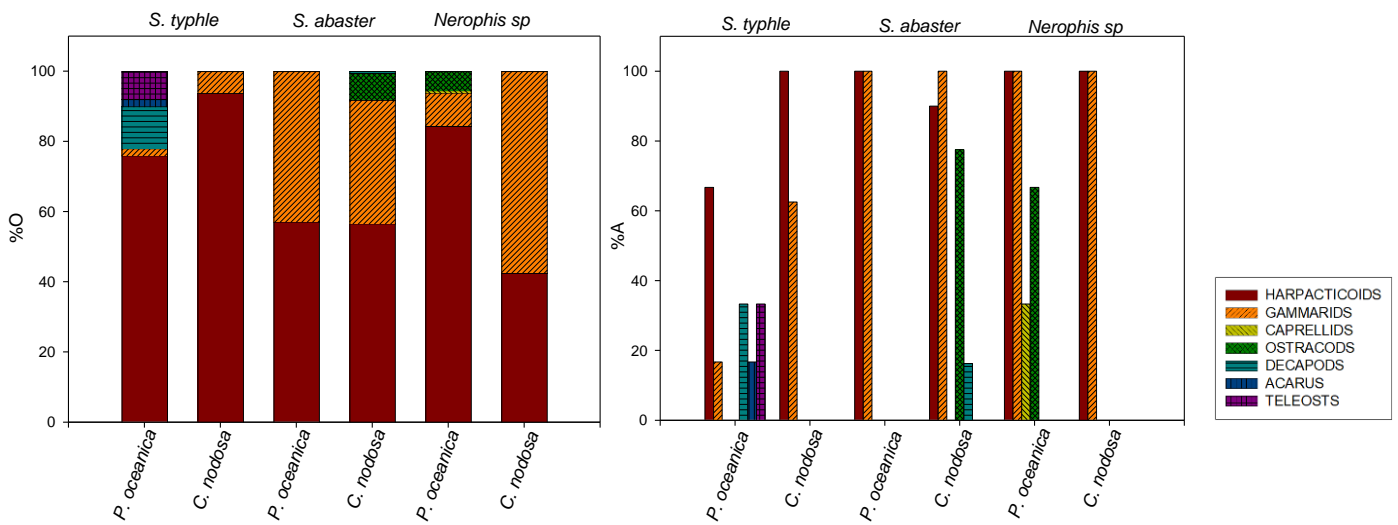 S. typhle S. abaster Nerophis sp
%O
100
80
60
40
20
0
P. oceanica C. nodosa P. oceanica C. nodosa P. oceanica C. nodosa
S. typhle S. abaster Nerophis sp
%A
100
80
60
40
20
0
P. oceanica C. nodosa P. oceanica C. nodosa P. oceanica C. nodosa
HARPACTICOIDS
GAMMARIDS
CAPRELLIDS
OSTRACODS
DECAPODS
ACARUS
TELEOSTS